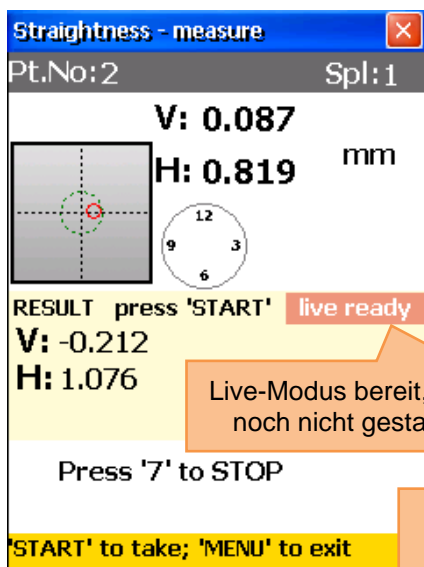 Straightness - measure
Pt.No:2 Spl:1
V: 0.087
mm
H: 0.819
12
9 3
6
RESULT press 'START' live ready
V: -0.212
H: 1.076
Live-Modus bereit,
noch nicht gesta
Press '7' to STOP
'START' to take; 'MENU' to exit